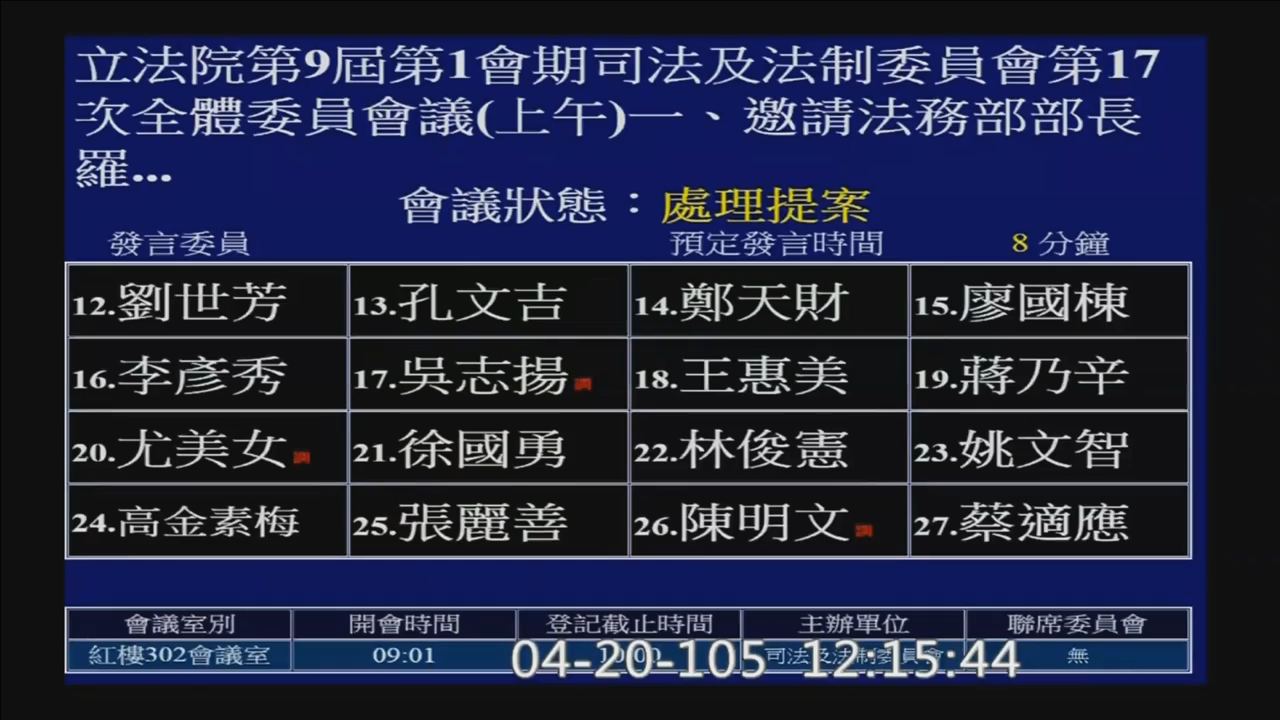 立法院第9屆第1會期司法及法制委員會第17
次全體委員會議(上午)一、邀請法務部部長
羅...
會議狀態：處理提案
發言委員 預定發言時間 8 分鐘
12.劉世芳 13.孔文吉 14.鄭天財 15.廖國棟
16.李彥秀 17.吳志揚 18.王惠美 19.蔣乃辛
20.尤美女 21.徐國勇 22.林俊憲 23.姚文智
24.高金素梅 25.張麗善 26.陳明文 27.蔡適應
會議室別 開會時間 登記截止時間 主辦單位 聯席委員會
紅樓302會議室 09:01 司法及法制委員會 無
04-20-105 12:15:44